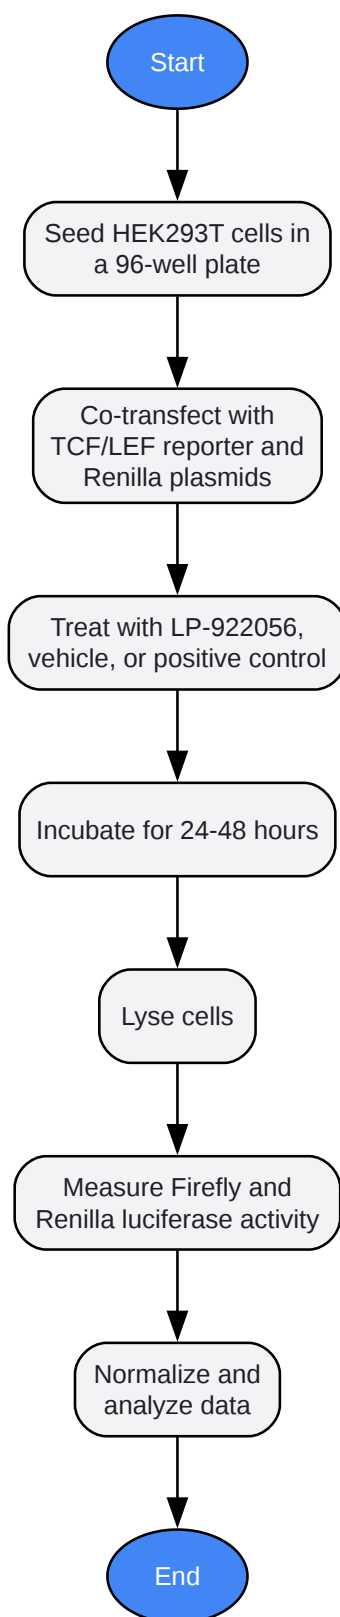 Start
Seed HEK293T cells in
a 96-well plate
Co-transfect with
TCF/LEF reporter and
Renilla plasmids
Treat with LP-922056,
vehicle, or positive control
Incubate for 24-48 hours
Lyse cells
Measure Firefly and
Renilla luciferase activity
Normalize and
analyze data
End